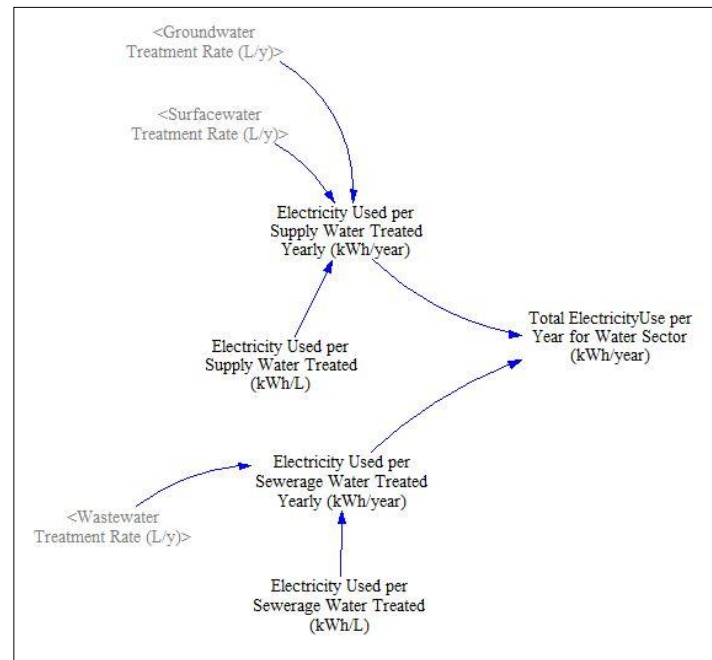 <Groundwater
Treatment Rate (L/y)>
<Surfacewater
Treatment Rate (L/y)>
Electricity Used per
Supply Water Treated
Yearly (kWh/year)
Total ElectricityUse per
Year for Water Sector
(kWh/year)
Electricity Used per
Supply Water Treated
(kWh/L)
Electricity Used per
Sewerage Water Treated
Yearly (kWh/year)
<Wastewater
Treatment Rate (L/y)>
Electricity Used per
Sewerage Water Treated
(kWh/L)